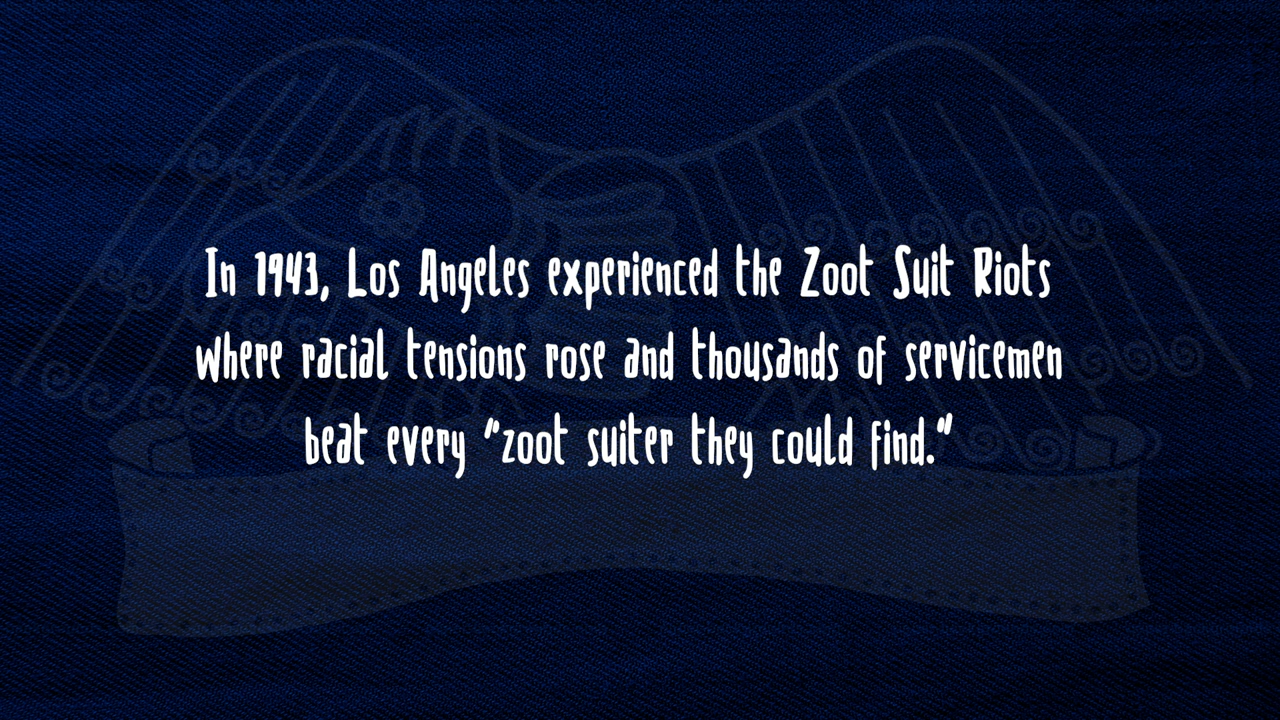 In 1943, Los Angeles experienced the Zoot Suit Riots
where racial tensions rose and thousands of servicemen
beat every "zoot suiter they could find."